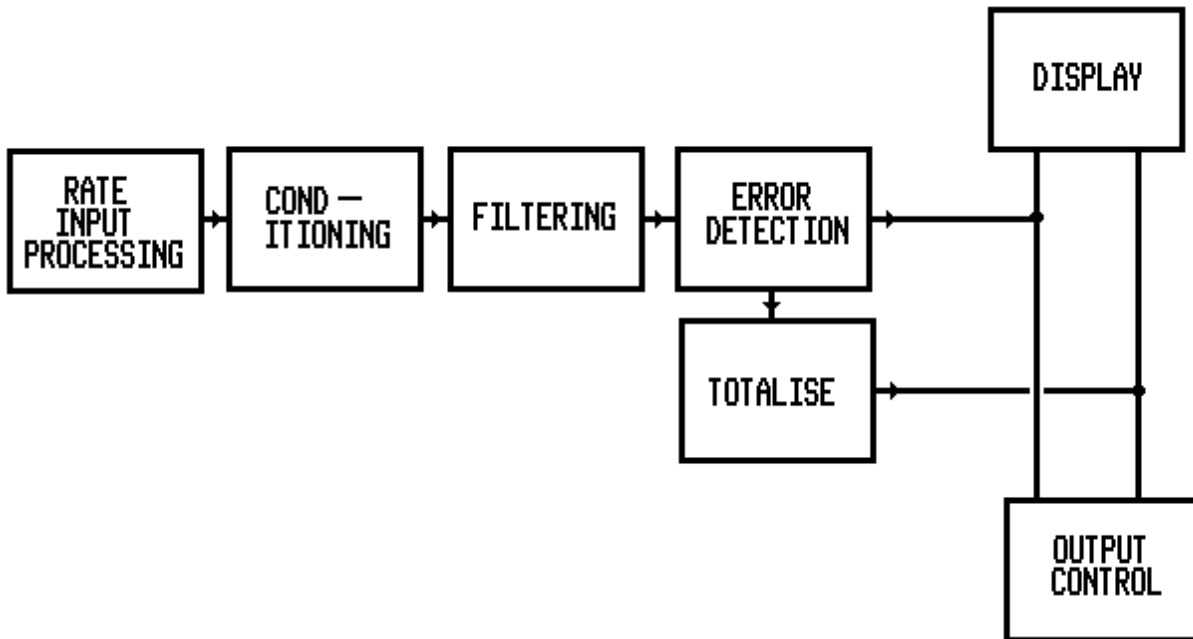 DISPLAY
RATE
INPUT
PROCESSING
COND —
ITIONING
FILTERING
ERROR
DETECTION
TOTALISE
OUTPUT
CONTROL